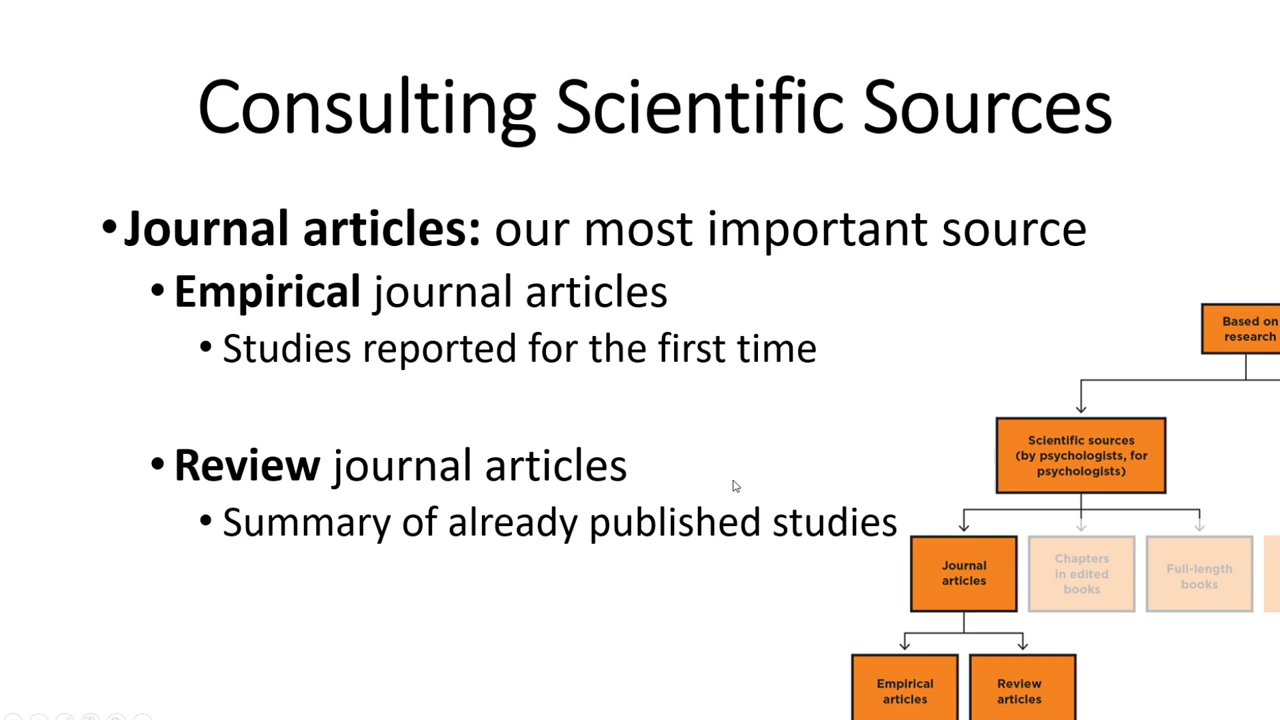 Consulting Scientific Sources
•Journal articles: our most important source
•Empirical journal articles
•Studies reported for the first time
•Review journal articles
•Summary of already published studies
Based on
research
Scientific sources
(by psychologists, for
psychologists)
Journal
articles
Chapters
in edited
books
Full-length
books
Empirical
articles
Review
articles